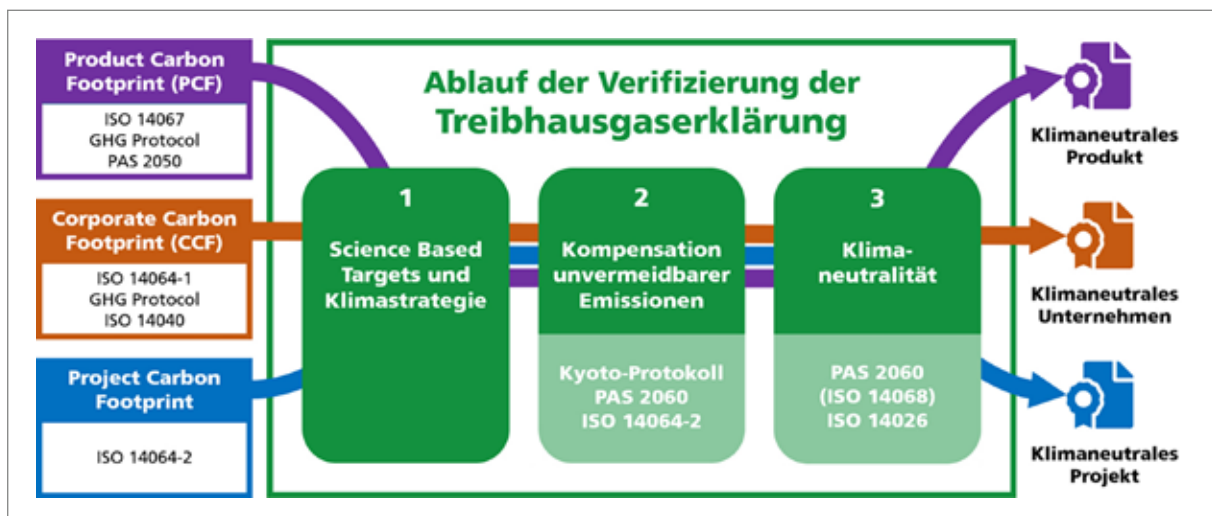 Product Carbon
Footprint (PCF)
ISO 14067
GHG Protocol
PAS 2050
Corporate Carbon
Footprint (CCF)
ISO 14064-1
GHG Protocol
ISO 14040
Project Carbon
Footprint
ISO 14064-2
Ablauf der Verifizierung der
Treibhausgaserklärung
1
Science Based
Targets und
Klimastrategie
2
Kompensation
unvermeidbarer
Emissionen
Kyoto-Protokoll
PAS 2060
ISO 14064-2
3
Klima-
neutralität
PAS 2060
(ISO 14068)
ISO 14026
Klimaneutrales
Produkt
Klimaneutrales
Unternehmen
Klimaneutrales
Projekt